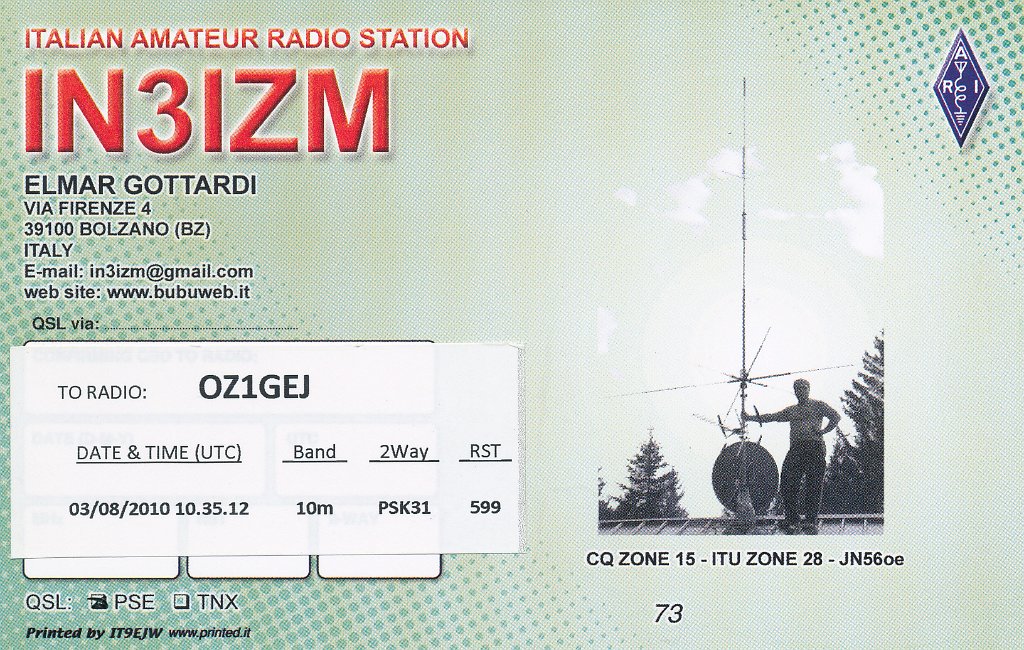 ITALIAN AMATEUR RADIO STATION
IN3IZM
ELMAR GOTTARDI
VIA FIRENZE 4
39100 BOLZANO (BZ)
ITALY
E-mail: in3izm@gmail.com
web site: www.bubuweb.it
QSL via:
TO RADIO: OZ1GEJ
DATE & TIME (UTC) Band 2Way RST
03/08/2010 10.35.12 10m PSK31 599
QSL: PSE TNX
Printed by IT9EJW www.printed.it
A
R I
CQ ZONE 15 - ITU ZONE 28 - JN56oe
73